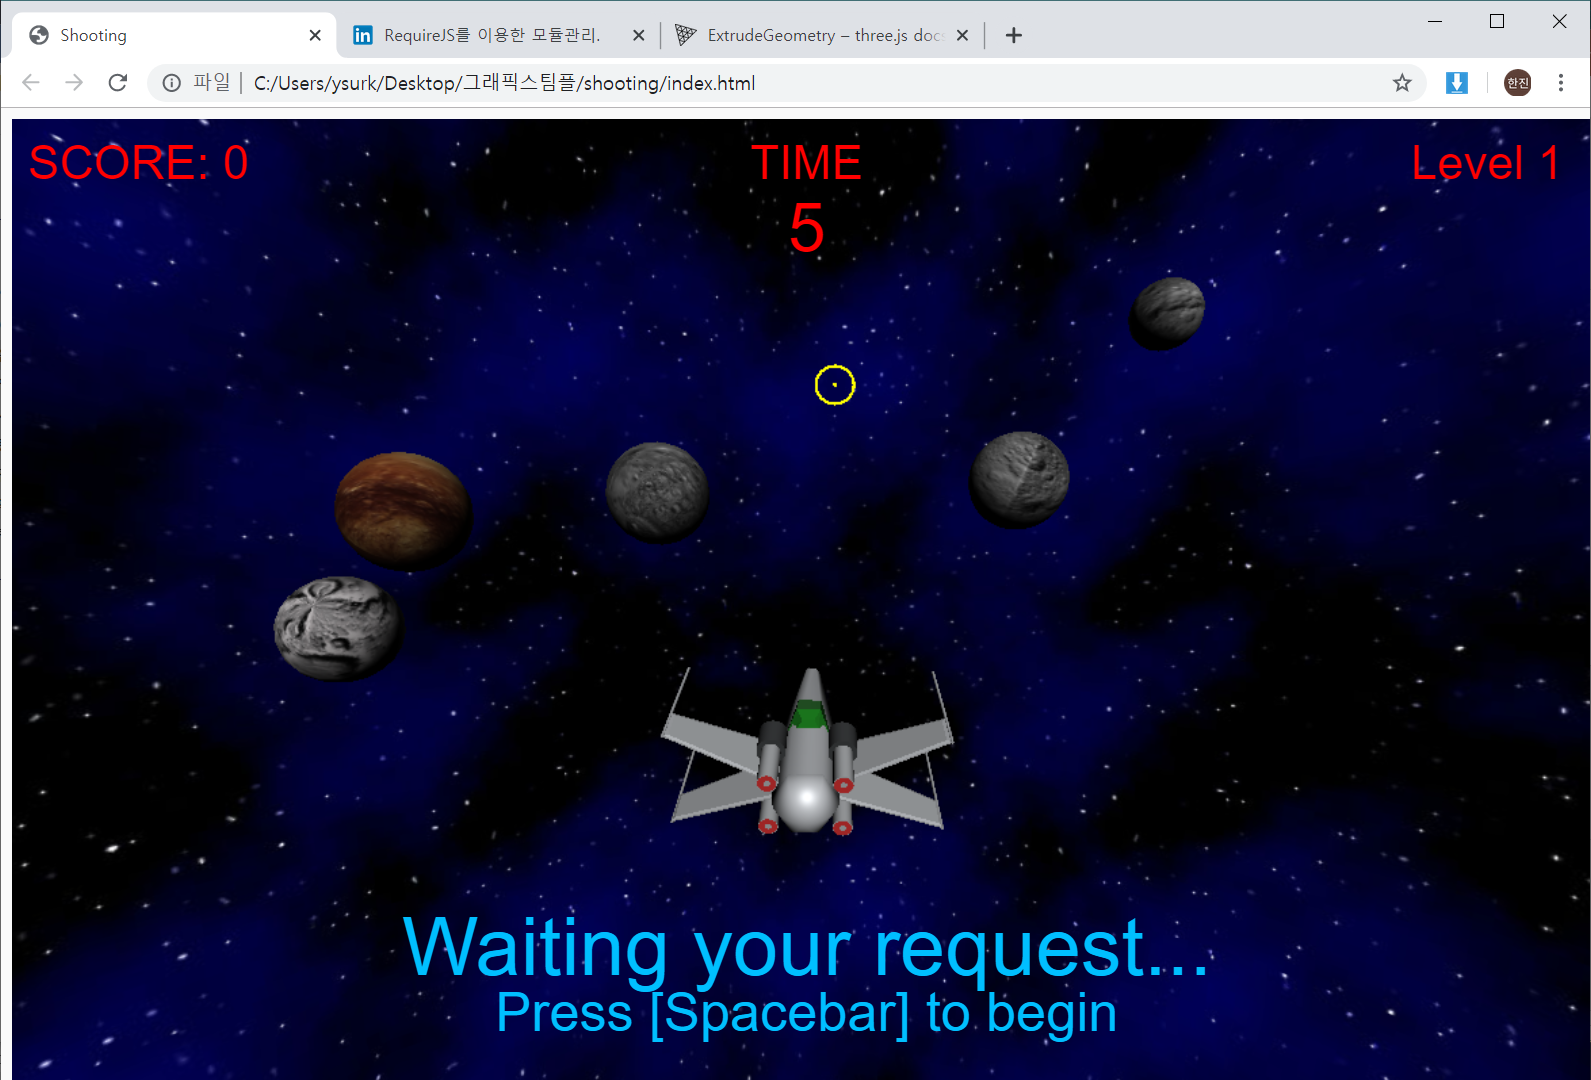 Shooting
RequireJS를 이용한 모듈관리.
ExtrudeGeometry – three.js docs
파일
C:/Users/ysurk/Desktop/그래픽스팀플/shooting/index.html
한진
SCORE: 0
TIME
5
Level 1
Waiting your request...
Press [Spacebar] to begin